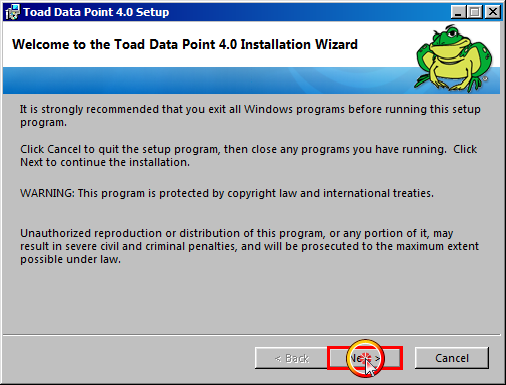 Toad Data Point 4.0 Setup
Welcome to the Toad Data Point 4.0 Installation Wizard
It is strongly recommended that you exit all Windows programs before running this setup
program.
Click Cancel to quit the setup program, then close any programs you have running. Click
Next to continue the installation.
WARNING: This program is protected by copyright law and international treaties.
Unauthorized reproduction or distribution of this program, or any portion of it, may
result in severe civil and criminal penalties, and will be prosecuted to the maximum extent
possible under law.
< Back
Cancel